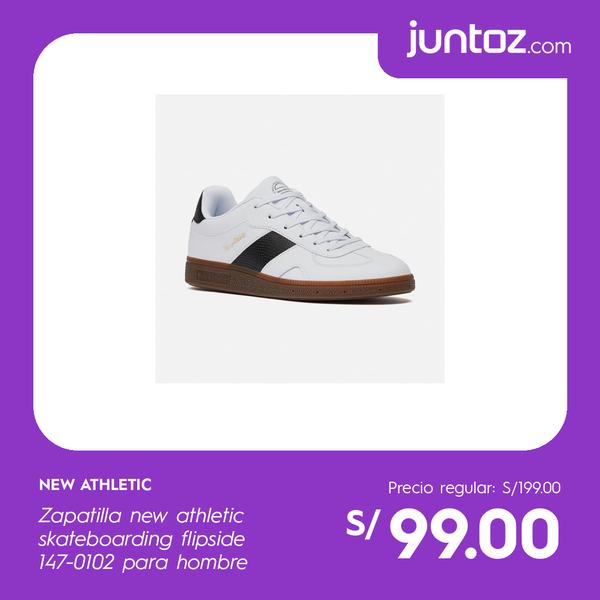 juntoz.com
NEW ATHLETIC
Zapatilla new athletic
skateboarding flipside
147-0102 para hombre
Precio regular: S/199.00
S/ 99.00